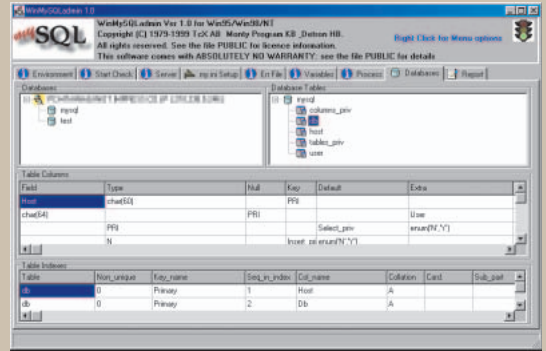 WinMySQLadmin 1.0
MySQL
WinMySQLadmin Ver 1.0 for Win95/Win98/NT
Copyright (C) 1979-1999 TcX AB Monty Program KB ,Detron HB.
All rights reserved. See the file PUBLIC for licence information.
This software comes with ABSOLUTELY NO WARRANTY: see the file PUBLIC for details
Right Click for Menu options
Environment Start Check Server my.ini Setup Err File Variables Process Databases Report
Databases
mysql
test
Database Tables
mysql
columns_priv
db
host
tables_priv
user
Table Columns
Field Type Null Key Default Extra
Host char(60) PRI
char(64) PRI User
PRI Select_priv enum('N','Y')
N enum('N','Y')
Table Indexes
Table Non_unique Key_name Seq_in_index Col_name Collation Card. Sub_part
db 0 Primary 1 Host A
db 0 Primary 2 Db A